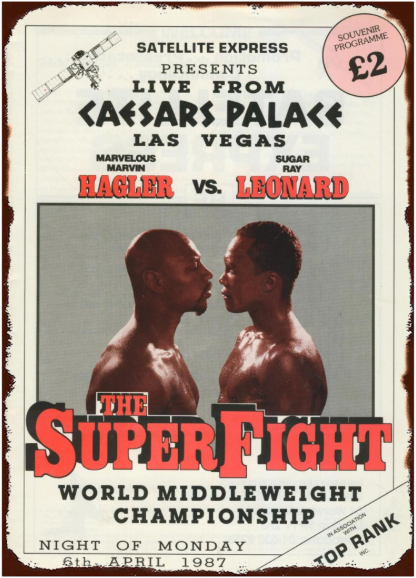 SATELLITE EXPRESS
SOUVENIR
PROGRAMME
£2
PRESENTS
LIVE FROM
CAESARS PALACE
LAS VEGAS
MARVELOUS
MARVIN
HAGLER
VS.
SUGAR
RAY
LEONARD
THE
SUPERFIGHT
WORLD MIDDLEWEIGHT
CHAMPIONSHIP
NIGHT OF MONDAY
6th. APRIL 1987
IN ASSOCIATION
WITH
TOP RANK
INC.